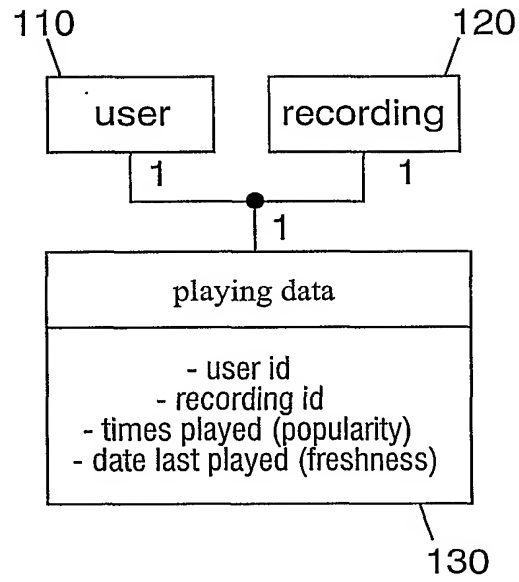 110
120
user
recording
1
1
1
playing data
- user id
- recording id
- times played (popularity)
- date last played (freshness)
130